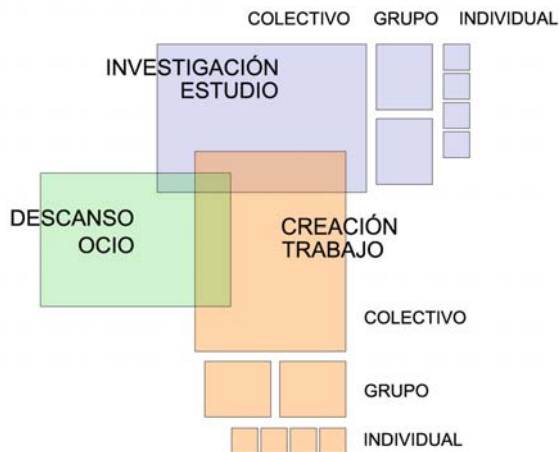 COLECTIVO GRUPO INDIVIDUAL
INVESTIGACIÓN
ESTUDIO
DESCANSO
OCIO
CREACIÓN
TRABAJO
COLECTIVO
GRUPO
INDIVIDUAL